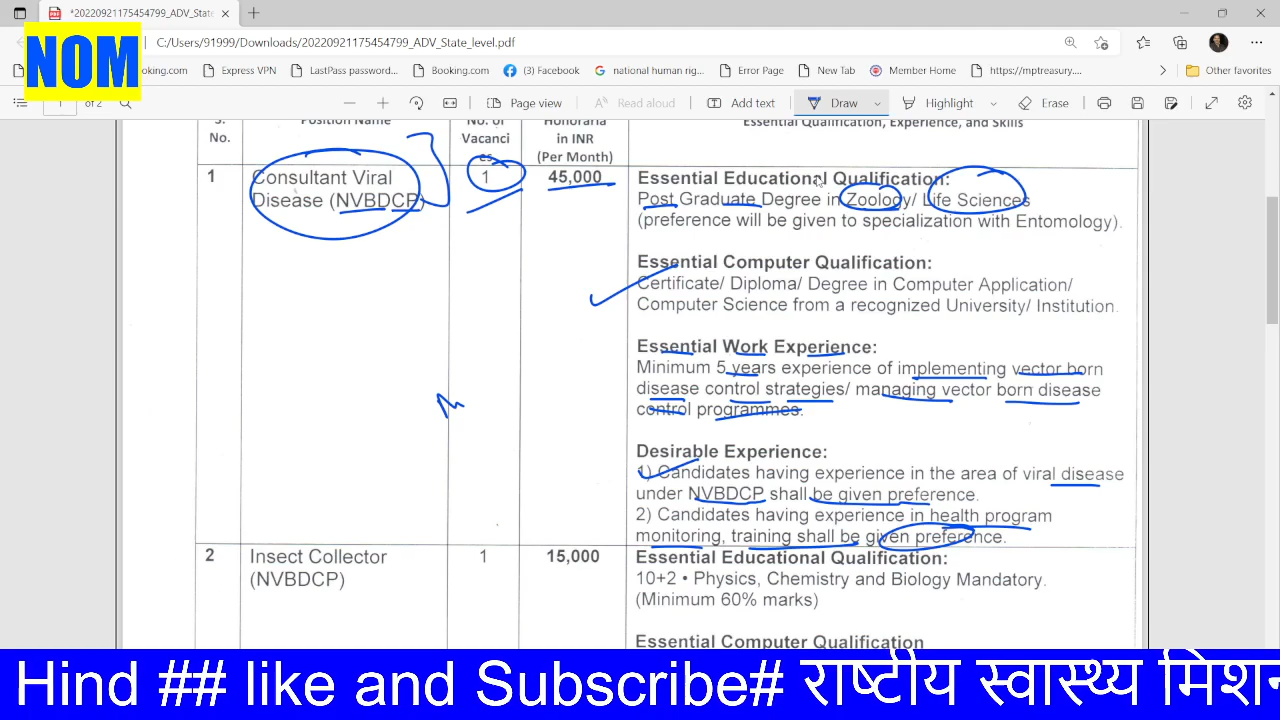 *20220921175454799_ADV_State_
NOM
C:/Users/91999/Downloads/20220921175454799_ADV_State_level.pdf
oking.com
Express VPN
LastPass password...
Booking.com
(3) Facebook
national human rig...
Error Page
New Tab
Member Home
https://mptreasury....
Other favorites
1 of 2
Page view
Read aloud
Add text
Draw
Highlight
Erase
S. No.
Position Name
No. of Vacancies
Honoraria in INR (Per Month)
Essential Qualification, Experience, and Skills
1
Consultant Viral
Disease (NVBDCP)
1
45,000
Essential Educational Qualification:
Post Graduate Degree in Zoology/ Life Sciences
(preference will be given to specialization with Entomology).
Essential Computer Qualification:
Certificate/ Diploma/ Degree in Computer Application/
Computer Science from a recognized University/ Institution.
Essential Work Experience:
Minimum 5 years experience of implementing vector born
disease control strategies/ managing vector born disease
control programmes.
Desirable Experience:
1) Candidates having experience in the area of viral disease
under NVBDCP shall be given preference.
2) Candidates having experience in health program
monitoring, training shall be given preference.
2
Insect Collector
(NVBDCP)
1
15,000
Essential Educational Qualification:
10+2 • Physics, Chemistry and Biology Mandatory.
(Minimum 60% marks)
Essential Computer Qualification
Hind ## like and Subscribe# राष्टीय स्वास्थ्य मिशन